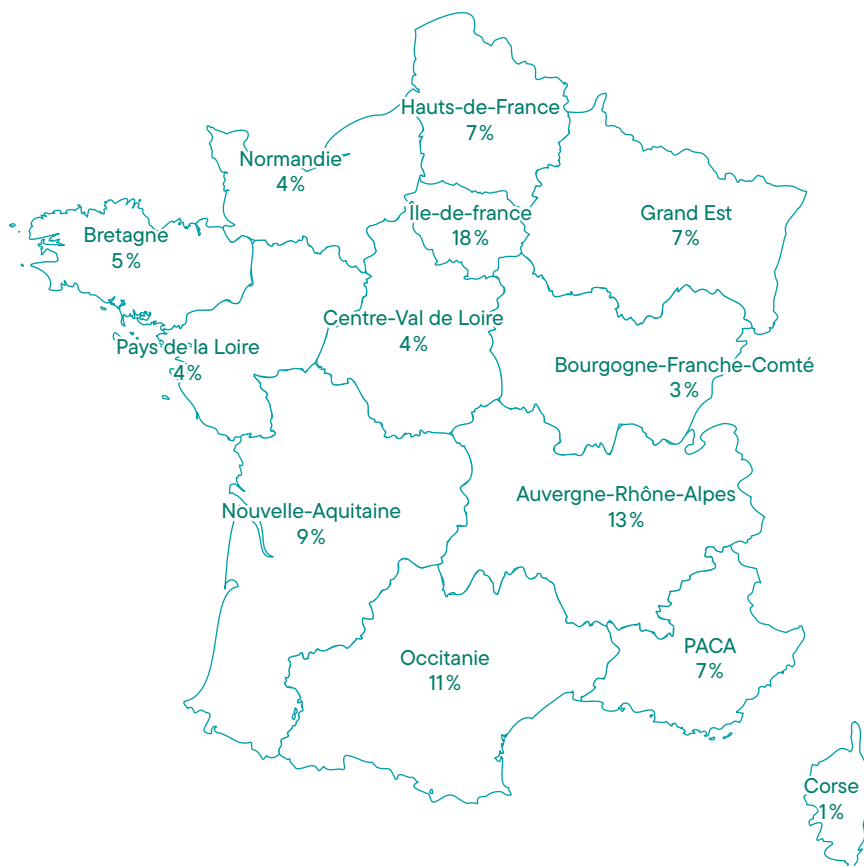 Hauts-de-France
7%
Normandie
4%
Île-de-france
18%
Grand Est
7%
Bretagne
5%
Centre-Val de Loire
4%
Pays de la Loire
4%
Bourgogne-Franche-Comté
3%
Auvergne-Rhône-Alpes
13%
Nouvelle-Aquitaine
9%
Occitanie
11%
PACA
7%
Corse
1%